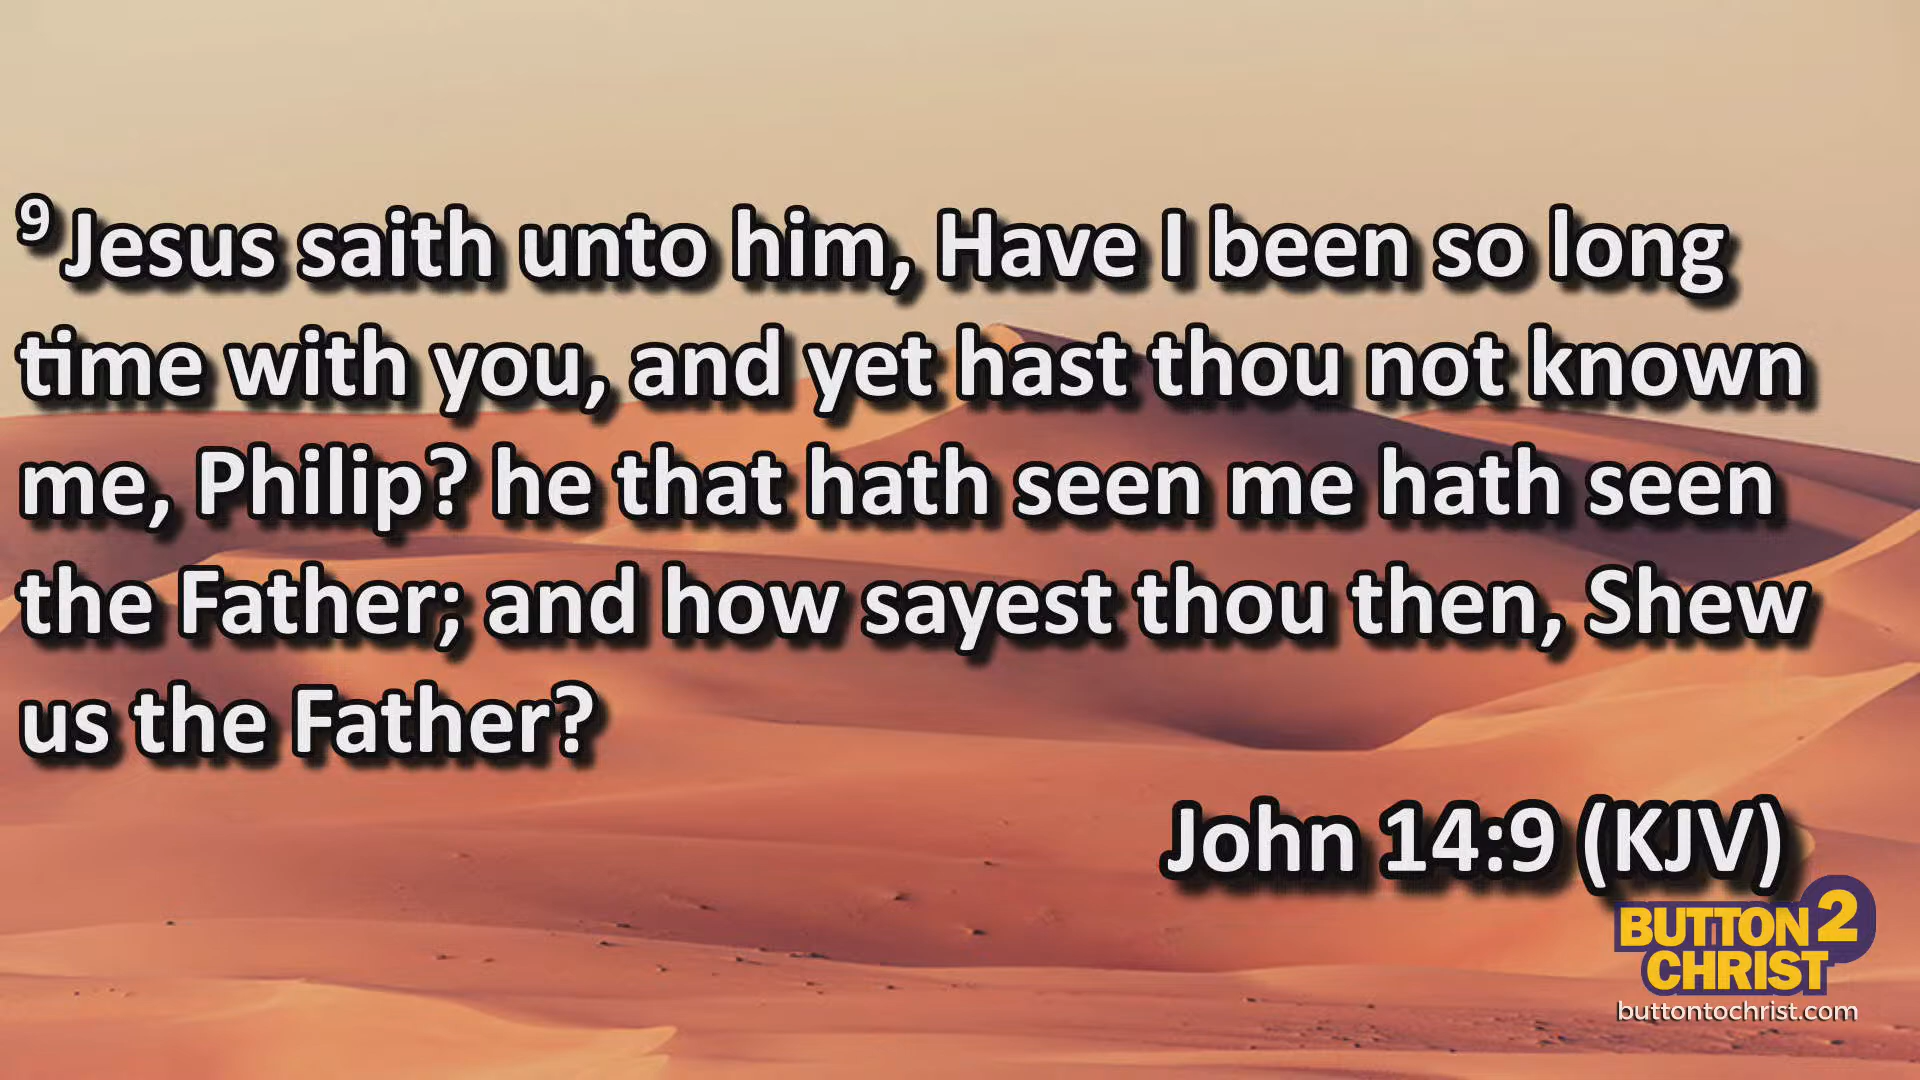 9 Jesus saith unto him, Have I been so long
time with you, and yet hast thou not known
me, Philip? he that hath seen me hath seen
the Father; and how sayest thou then, Shew
us the Father?
John 14:9 (KJV)
BUTTON 2
CHRIST
buttontochrist.com